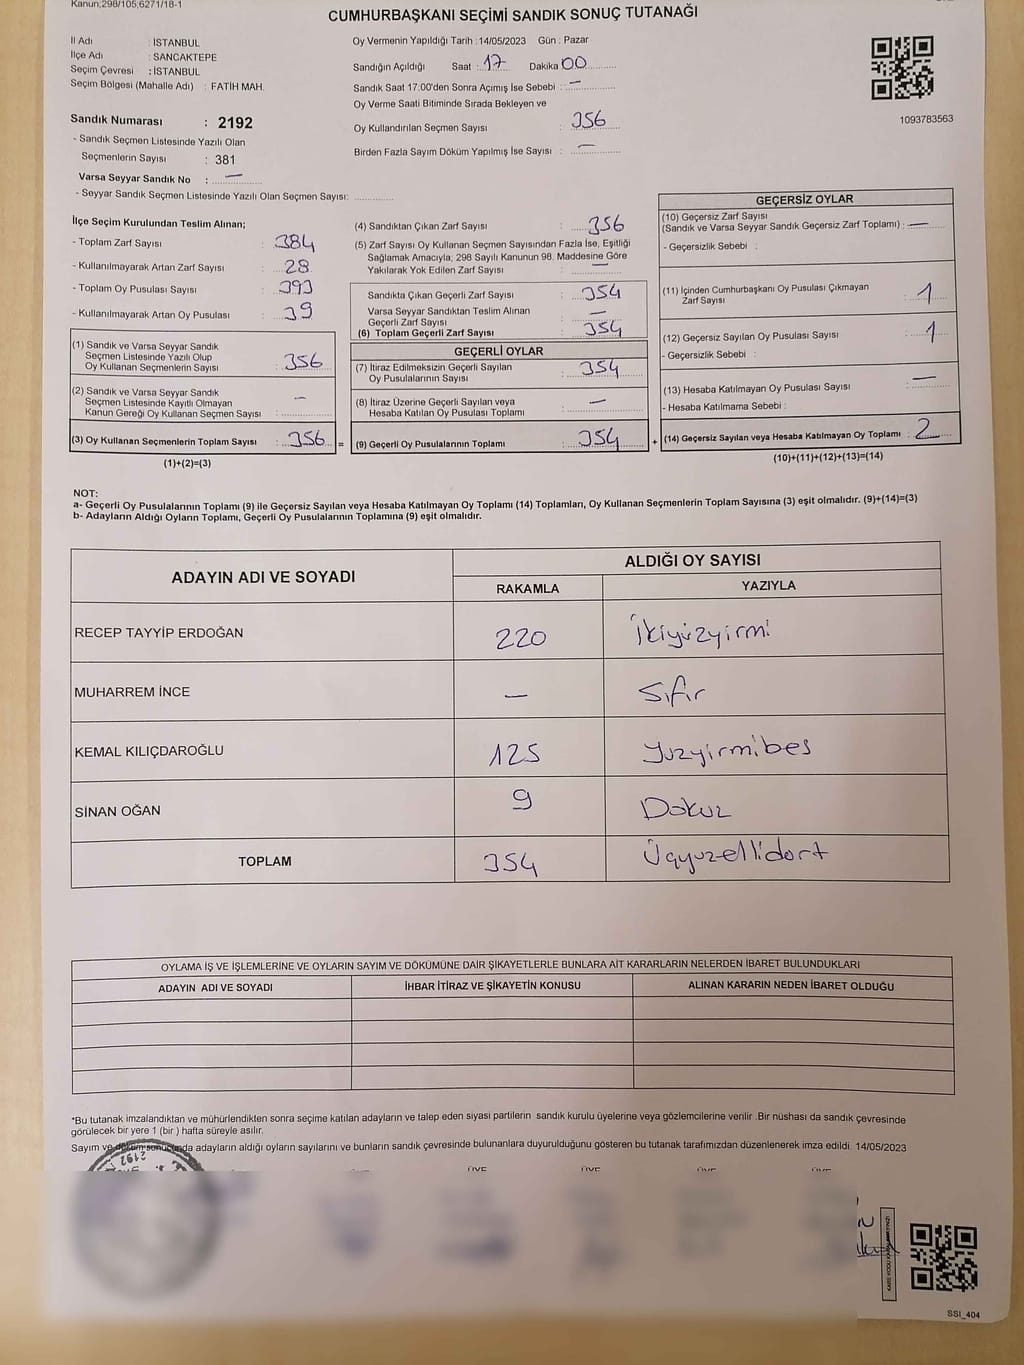 Kanun;298/105;6271/18-1
CUMHURBAŞKANI SEÇİMİ SANDIK SONUÇ TUTANAĞI
İl Adı : İSTANBUL
İlçe Adı : SANCAKTEPE
Seçim Çevresi : İSTANBUL
Seçim Bölgesi (Mahalle Adı) : FATİH MAH.
Sandık Numarası : 2192
- Sandık Seçmen Listesinde Yazılı Olan
Seçmenlerin Sayısı : 381
Varsa Seyyar Sandık No : —
- Seyyar Sandık Seçmen Listesinde Yazılı Olan Seçmen Sayısı:
Oy Vermenin Yapıldığı Tarih :14/05/2023 Gün : Pazar
Sandığın Açıldığı Saat : 17 Dakika 00
Sandık Saat 17:00'den Sonra Açımış İse Sebebi : —
Oy Verme Saati Bitiminde Sırada Bekleyen ve
Oy Kullandırılan Seçmen Sayısı : 356
Birden Fazla Sayım Döküm Yapılmış İse Sayısı : —
1093783563
İlçe Seçim Kurulundan Teslim Alınan;
- Toplam Zarf Sayısı : 384
- Kullanılmayarak Artan Zarf Sayısı : 28
- Toplam Oy Pusulası Sayısı : 393
- Kullanılmayarak Artan Oy Pusulası : 39
(1) Sandık ve Varsa Seyyar Sandık
Seçmen Listesinde Yazılı Olup
Oy Kullanan Seçmenlerin Sayısı : 356
(2) Sandık ve Varsa Seyyar Sandık
Seçmen Listesinde Kayıtlı Olmayan
Kanun Gereği Oy Kullanan Seçmen Sayısı : —
(3) Oy Kullanan Seçmenlerin Toplam Sayısı : 356 =
(1)+(2)=(3)
(4) Sandıktan Çıkan Zarf Sayısı : 356
(5) Zarf Sayısı Oy Kullanan Seçmen Sayısından Fazla İse, Eşitliği
Sağlamak Amacıyla, 298 Sayılı Kanunun 98. Maddesine Göre
Yakılarak Yok Edilen Zarf Sayısı : —
Sandıkta Çıkan Geçerli Zarf Sayısı : 354
Varsa Seyyar Sandıktan Teslim Alınan
Geçerli Zarf Sayısı : —
(6) Toplam Geçerli Zarf Sayısı : 354
GEÇERLİ OYLAR
(7) İtiraz Edilmeksizin Geçerli Sayılan
Oy Pusulalarının Sayısı : 354
(8) İtiraz Üzerine Geçerli Sayılan veya
Hesaba Katılan Oy Pusulası Toplamı : —
(9) Geçerli Oy Pusulalarının Toplamı : 354 +
GEÇERSİZ OYLAR
(10) Geçersiz Zarf Sayısı
(Sandık ve Varsa Seyyar Sandık Geçersiz Zarf Toplamı) : —
- Geçersizlik Sebebi :
(11) İçinden Cumhurbaşkanı Oy Pusulası Çıkmayan
Zarf Sayısı : 1
(12) Geçersiz Sayılan Oy Pusulası Sayısı : 1
- Geçersizlik Sebebi :
(13) Hesaba Katılmayan Oy Pusulası Sayısı : —
- Hesaba Katılmama Sebebi :
(14) Geçersiz Sayılan veya Hesaba Katılmayan Oy Toplamı : 2
(10)+(11)+(12)+(13)=(14)
NOT:
a- Geçerli Oy Pusulalarının Toplamı (9) ile Geçersiz Sayılan veya Hesaba Katılmayan Oy Toplamı (14) Toplamları, Oy Kullanan Seçmenlerin Toplam Sayısına (3) eşit olmalıdır. (9)+(14)=(3)
b- Adayların Aldığı Oyların Toplamı, Geçerli Oy Pusulalarının Toplamına (9) eşit olmalıdır.
ADAYIN ADI VE SOYADI ALDIĞI OY SAYISI
RAKAMLA YAZIYLA
RECEP TAYYİP ERDOĞAN 220 İkiyüzyirmi
MUHARREM İNCE — Sıfır
KEMAL KILIÇDAROĞLU 125 Yuzyirmibes
SİNAN OĞAN 9 Dokuz
TOPLAM 354 Üçyuzellidort
OYLAMA İŞ VE İŞLEMLERİNE VE OYLARIN SAYIM VE DÖKÜMÜNE DAİR ŞİKAYETLERLE BUNLARA AİT KARARLARIN NELERDEN İBARET BULUNDUKLARI
ADAYIN ADI VE SOYADI İHBAR İTİRAZ VE ŞİKAYETİN KONUSU ALINAN KARARIN NEDEN İBARET OLDUĞU
*Bu tutanak imzalandıktan ve mühürlendikten sonra seçime katılan adayların ve talep eden siyasi partilerin sandık kurulu üyelerine veya gözlemcilerine verilir .Bir nüshası da sandık çevresinde
görülecek bir yere 1 (bir ) hafta süreyle asılır.
Sayım ve döküm sonucunda adayların aldığı oyların sayılarını ve bunların sandık çevresinde bulunanlara duyurulduğunu gösteren bu tutanak tarafımızdan düzenlenerek imza edildi. 14/05/2023
2192
ÜYE ÜYE ÜYE ÜYE
SSI_404